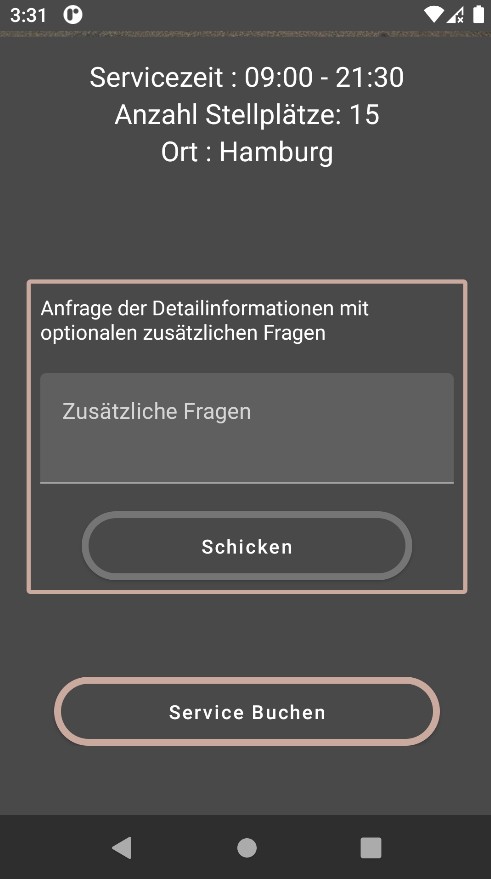 3:31
Servicezeit : 09:00 - 21:30
Anzahl Stellplätze: 15
Ort : Hamburg
Anfrage der Detailinformationen mit
optionalen zusätzlichen Fragen
Zusätzliche Fragen
Schicken
Service Buchen